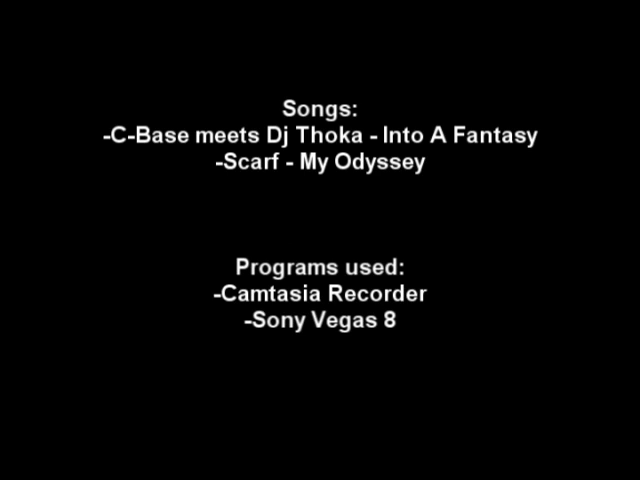 Songs:
-C-Base meets Dj Thoka - Into A Fantasy
-Scarf - My Odyssey
Programs used:
-Camtasia Recorder
-Sony Vegas 8